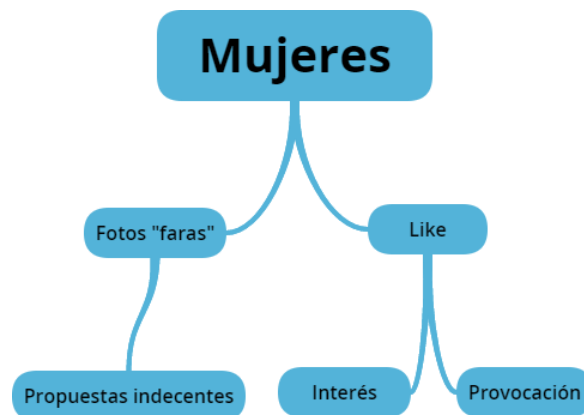 Mujeres
Fotos "faras"
Like
Propuestas indecentes
Interés
Provocación